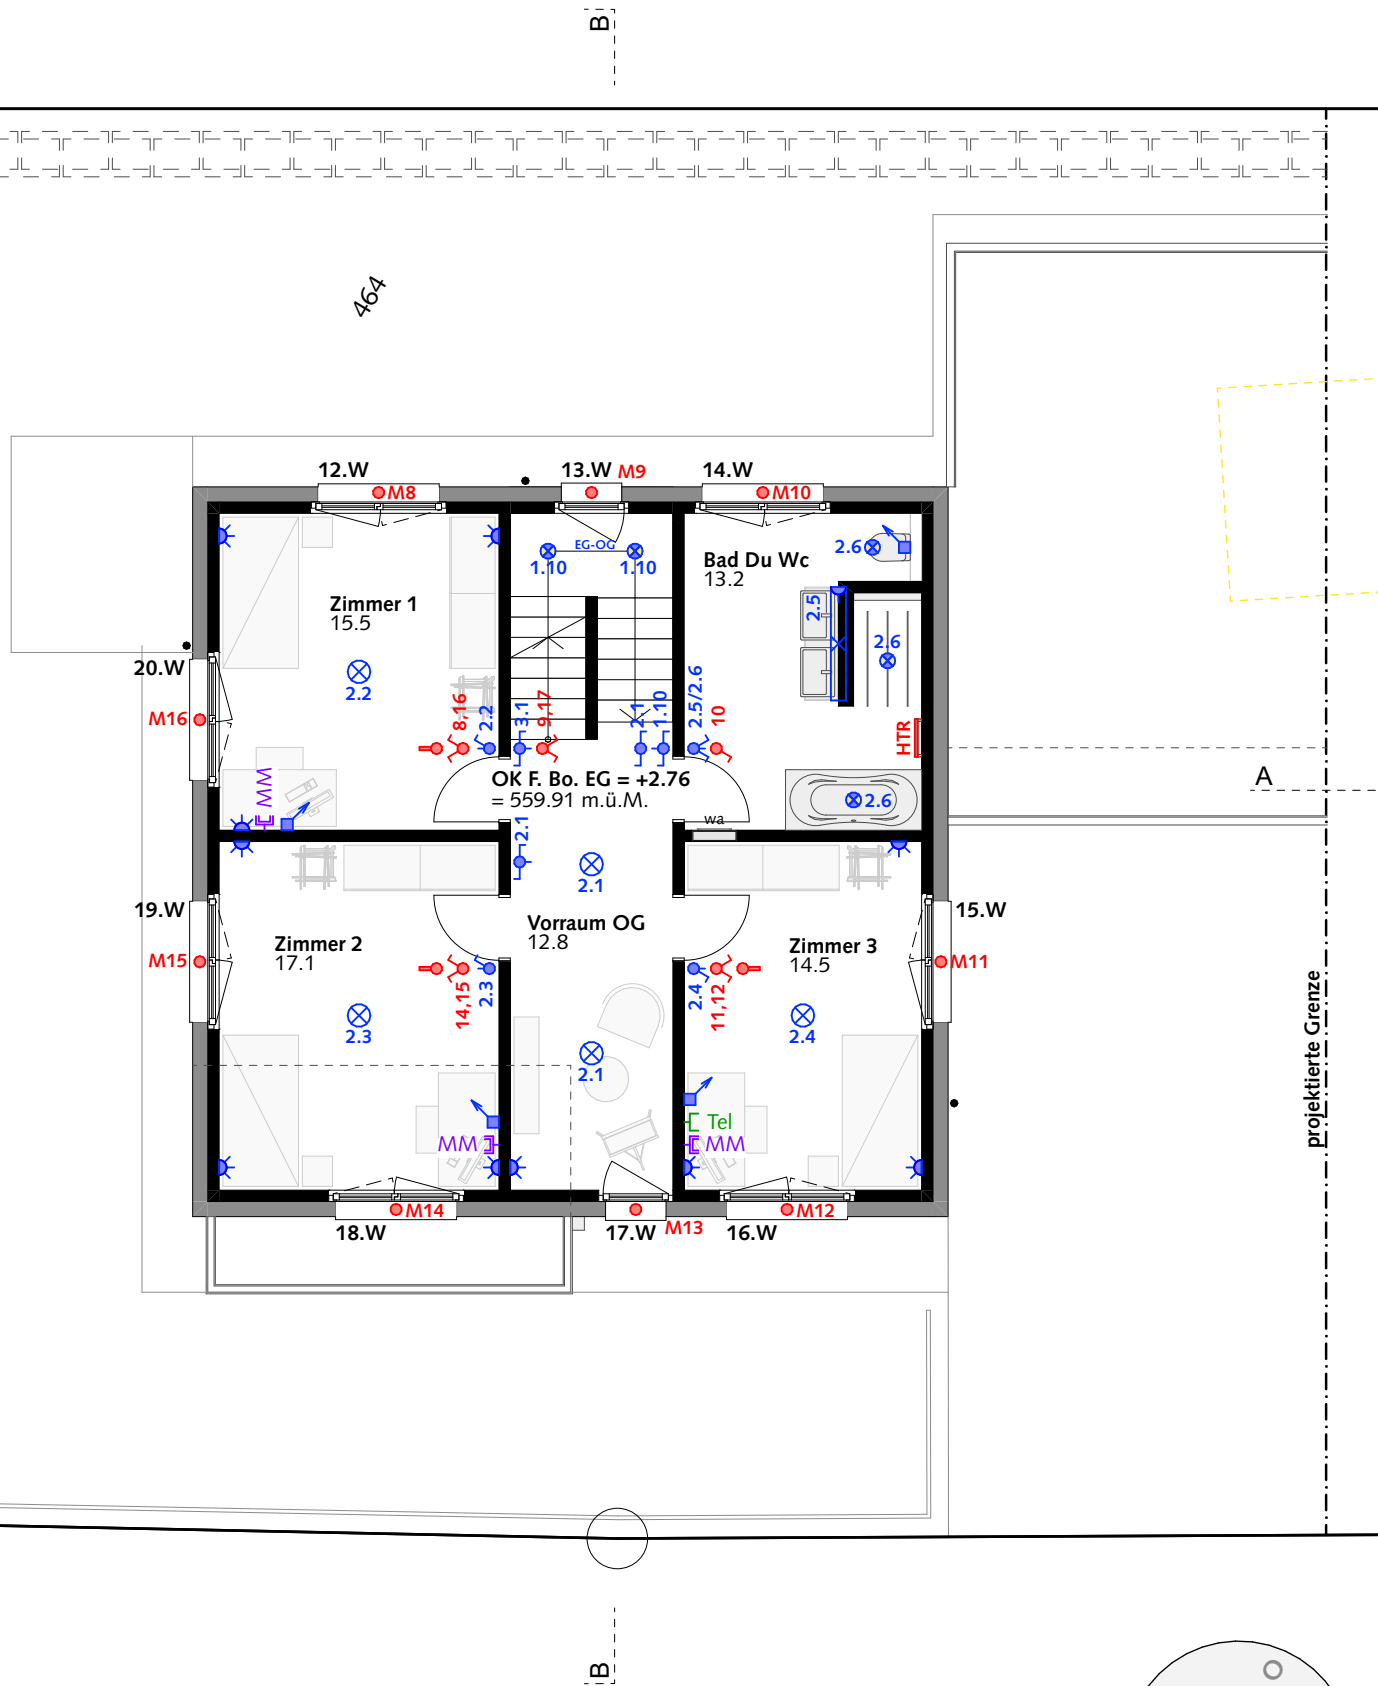 B
464
12.W
M8
13.W
M9
14.W
M10
EG-OG
1.10
1.10
Bad Du Wc
13.2
2.6
Zimmer 1
15.5
2.5
2.6
20.W
2.2
M16
8,16
2.2
3.1
9,17
2.1
1.10
2.5/2.6
10
HTR
OK F. Bo. EG = +2.76
= 559.91 m.ü.M.
A
MM
2.6
wa
2.1
2.1
19.W
15.W
Vorraum OG
12.8
Zimmer 2
17.1
Zimmer 3
14.5
M15
M11
14,15
2.3
2.4
11,12
2.3
2.4
projektierte Grenze
2.1
Tel
MM
MM
M14
M12
18.W
17.W
M13
16.W
B